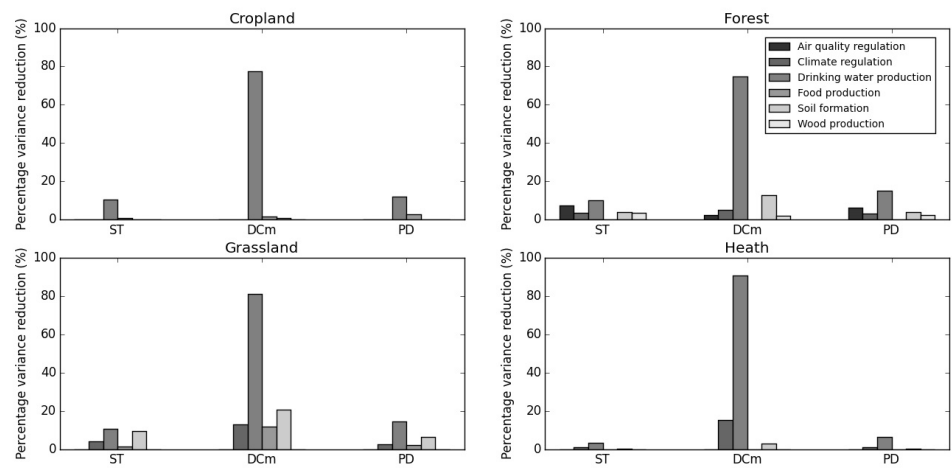 Cropland
Percentage variance reduction (%)
100
80
60
40
20
0
ST
DCm
PD
Forest
Percentage variance reduction (%)
100
80
60
40
20
0
Air quality regulation
Climate regulation
Drinking water production
Food production
Soil formation
Wood production
ST
DCm
PD
Grassland
Percentage variance reduction (%)
100
80
60
40
20
0
ST
DCm
PD
Heath
Percentage variance reduction (%)
100
80
60
40
20
0
ST
DCm
PD